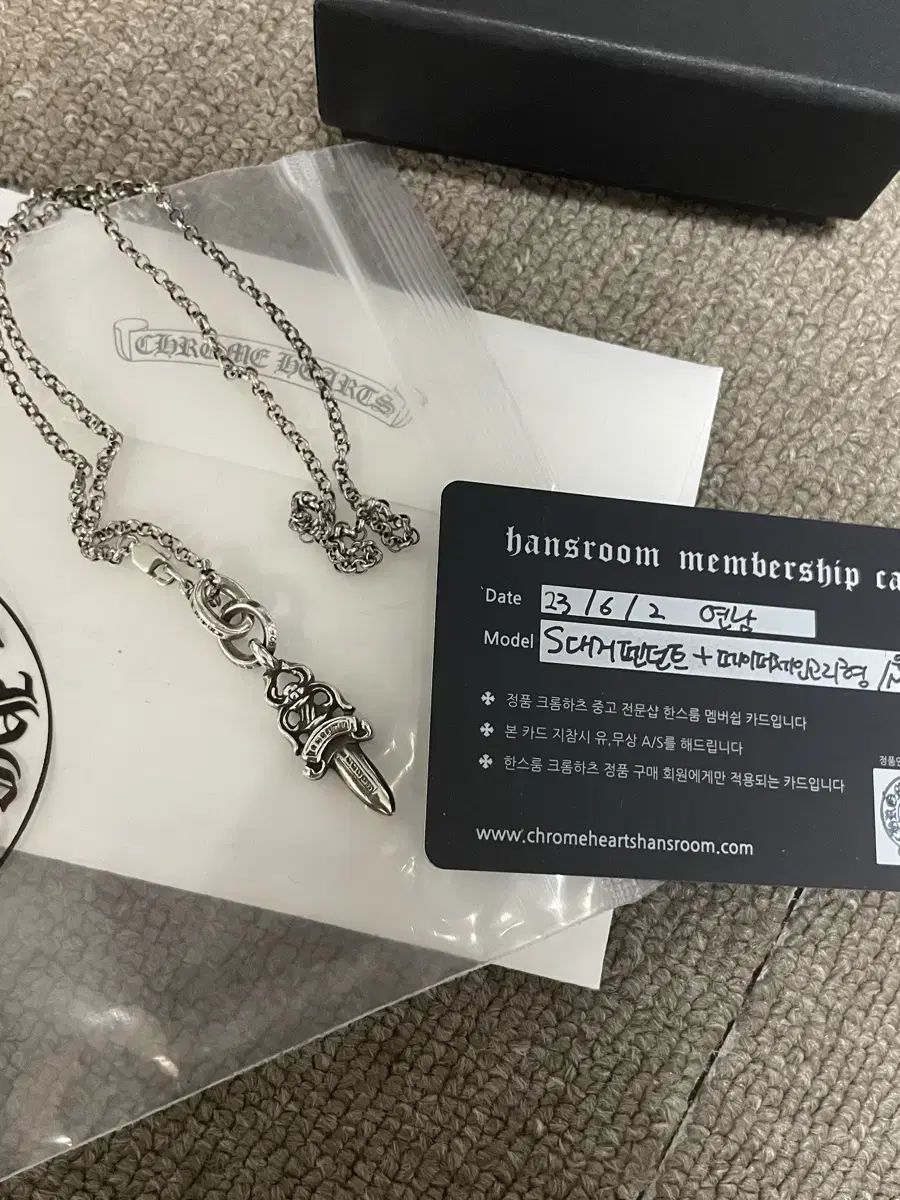 CHROME HEARTS
hansroom membership ca
Date 23/6/2 연남
Model S대거펜던트+페이퍼체인고리형
정품 크롬하츠 중고 전문샵 한스룸 멤버쉽 카드입니다
본 카드 지참시 유,무상 A/S를 해드립니다
한스룸 크롬하츠 정품 구매 회원에게만 적용되는 카드입니다
정품인
www.chromeheartshansroom.com